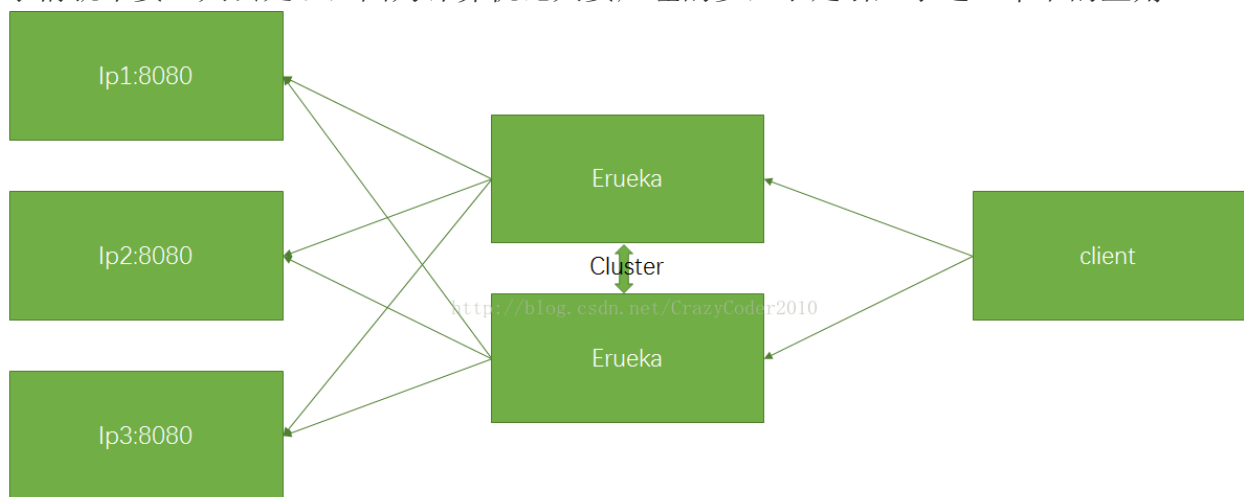 Ip1:8080
Erueka
Ip2:8080
Cluster
client
http://blog.csdn.net/CrazyCoder2010
Erueka
Ip3:8080